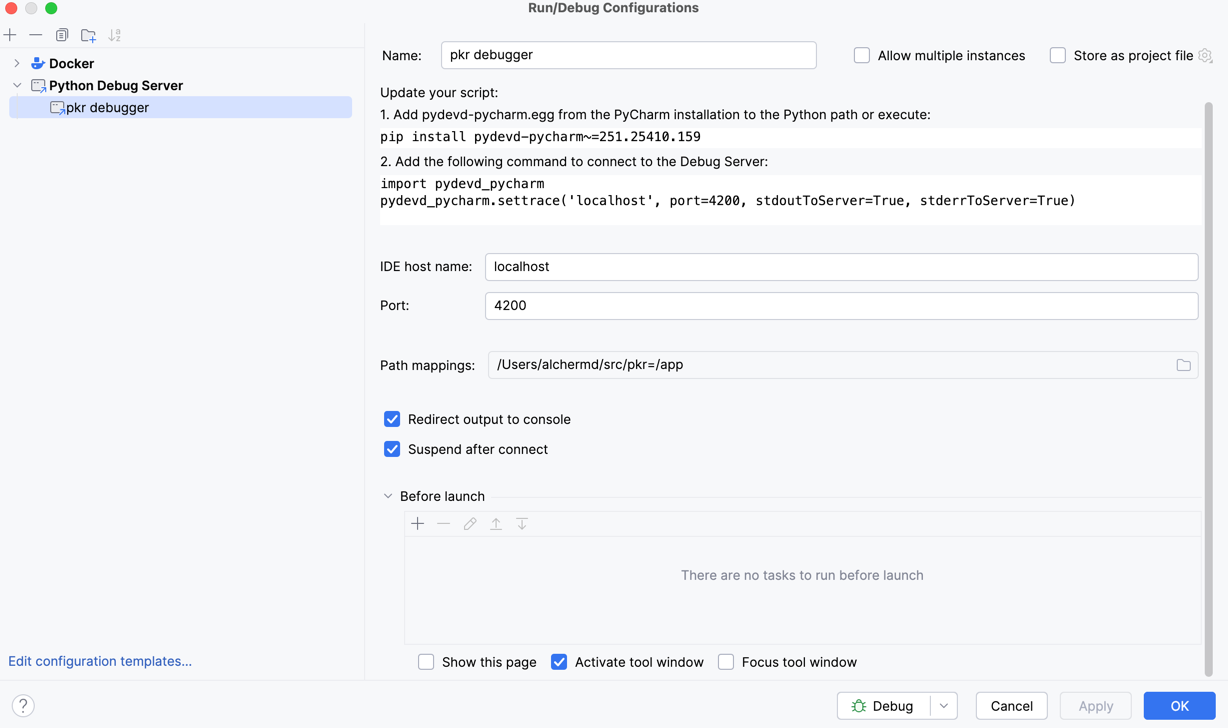 Run/Debug Configurations
Docker
Python Debug Server
pkr debugger
Edit configuration templates...
Name: pkr debugger Allow multiple instances Store as project file
Update your script:
1. Add pydevd-pycharm.egg from the PyCharm installation to the Python path or execute:
pip install pydevd-pycharm~=251.25410.159
2. Add the following command to connect to the Debug Server:
import pydevd_pycharm
pydevd_pycharm.settrace('localhost', port=4200, stdoutToServer=True, stderrToServer=True)
IDE host name: localhost
Port: 4200
Path mappings: /Users/alchermd/src/pkr=/app
Redirect output to console
Suspend after connect
Before launch
There are no tasks to run before launch
Show this page Activate tool window Focus tool window
? Debug Cancel Apply OK